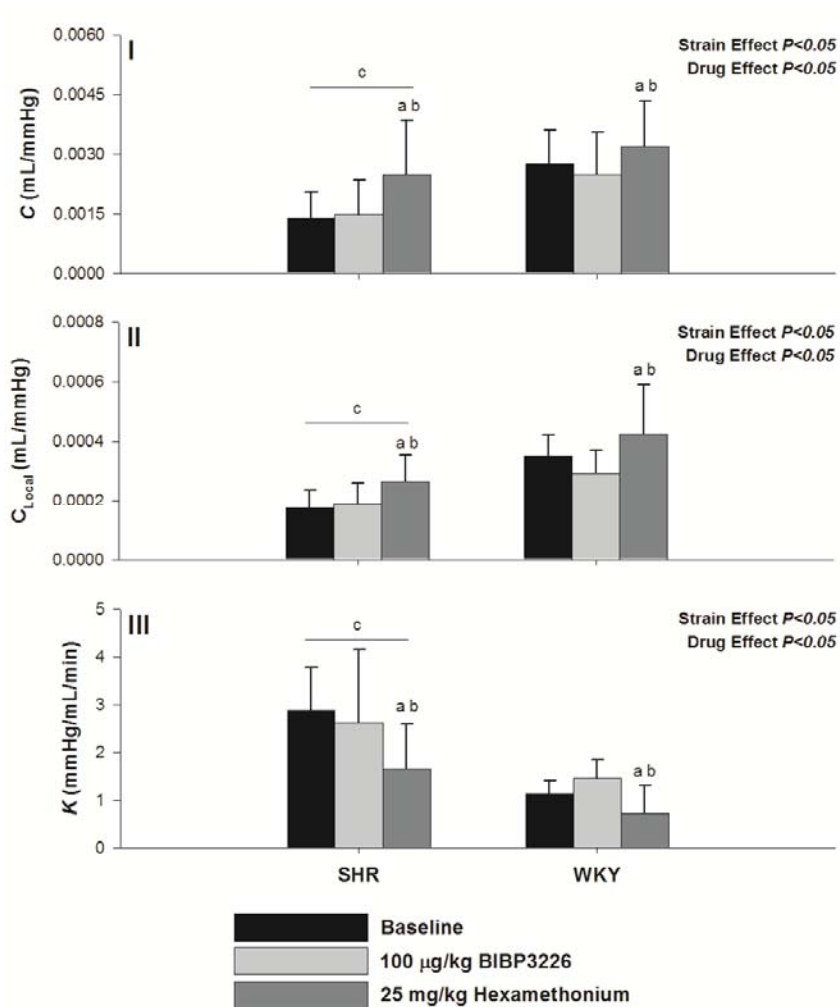 I
Strain Effect P<0.05
Drug Effect P<0.05
C (mL/mmHg)
0.0060
0.0045
0.0030
0.0015
0.0000
c
a b
a b
II
Strain Effect P<0.05
Drug Effect P<0.05
CLocal (mL/mmHg)
0.0008
0.0006
0.0004
0.0002
0.0000
c
a b
a b
III
Strain Effect P<0.05
Drug Effect P<0.05
K (mmHg/mL/min)
5
4
3
2
1
0
c
a b
a b
SHR WKY
Baseline
100 µg/kg BIBP3226
25 mg/kg Hexamethonium